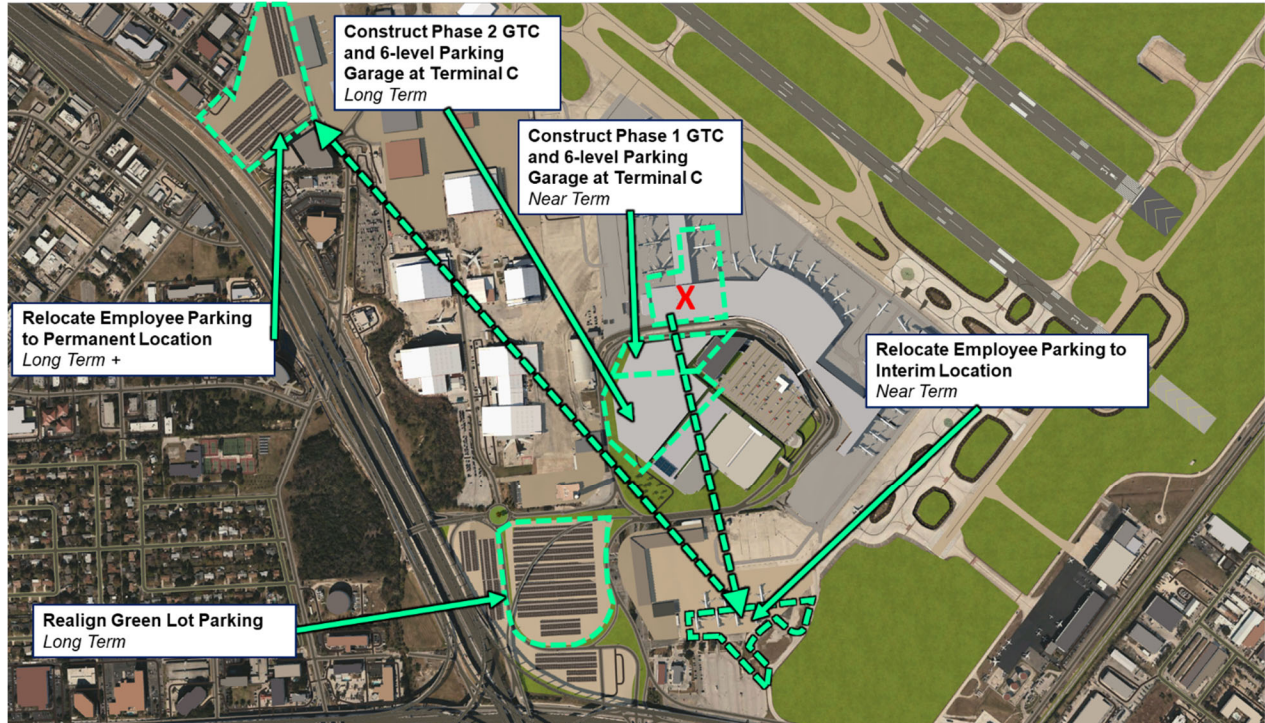 Construct Phase 2 GTC
and 6-level Parking
Garage at Terminal C
Long Term
Construct Phase 1 GTC
and 6-level Parking
Garage at Terminal C
Near Term
X
Relocate Employee Parking
to Permanent Location
Long Term +
Relocate Employee Parking to
Interim Location
Near Term
Realign Green Lot Parking
Long Term